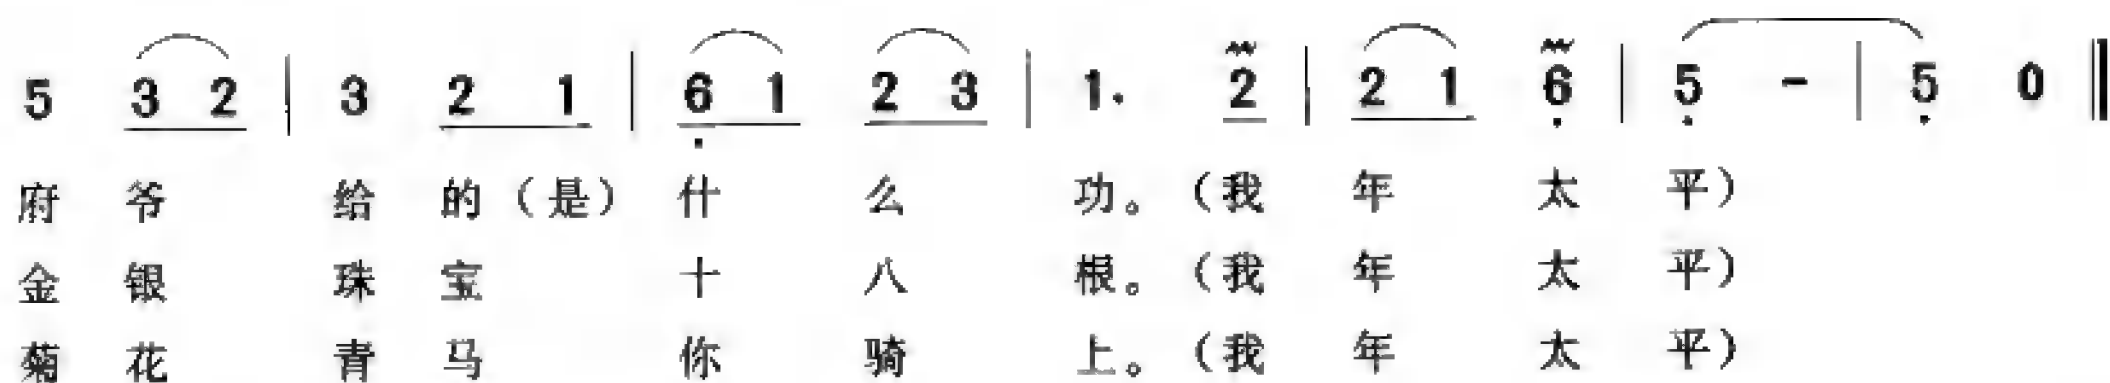 5 3 2 | 3 2 1 | 6 1 2 3 | 1. 2 | 2 1 6 | 5 - | 5 0 ‖
府 爷 给 的（是）什 么 功。（我 年 太 平）
金 银 珠 宝 十 八 根。（我 年 太 平）
菊 花 青 马 你 骑 上。（我 年 太 平）